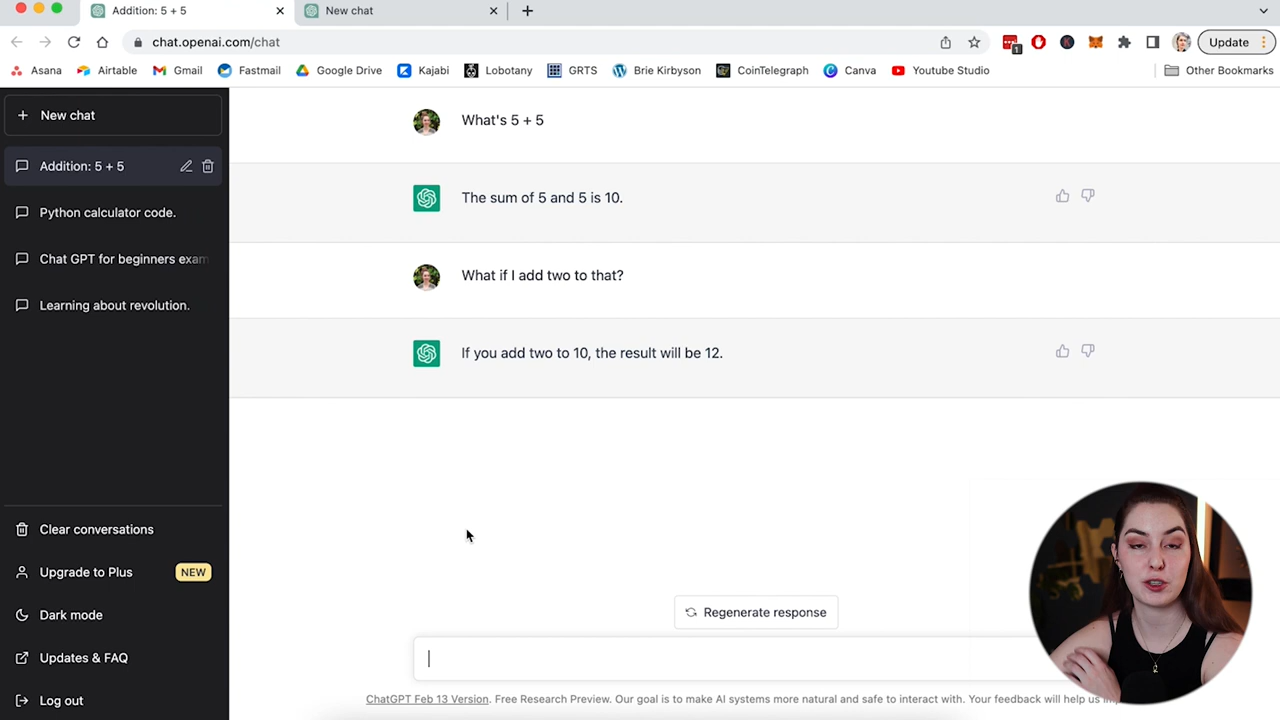 Addition: 5 + 5
New chat
chat.openai.com/chat
1
Update
Asana
Airtable
Gmail
Fastmail
Google Drive
Kajabi
Lobotany
GRTS
Brie Kirbyson
CoinTelegraph
Canva
Youtube Studio
Other Bookmarks
New chat
Addition: 5 + 5
Python calculator code.
Chat GPT for beginners exam
Learning about revolution.
Clear conversations
Upgrade to Plus
NEW
Dark mode
Updates & FAQ
Log out
What's 5 + 5
The sum of 5 and 5 is 10.
What if I add two to that?
If you add two to 10, the result will be 12.
Regenerate response
ChatGPT Feb 13 Version. Free Research Preview. Our goal is to make AI systems more natural and safe to interact with. Your feedback will help us